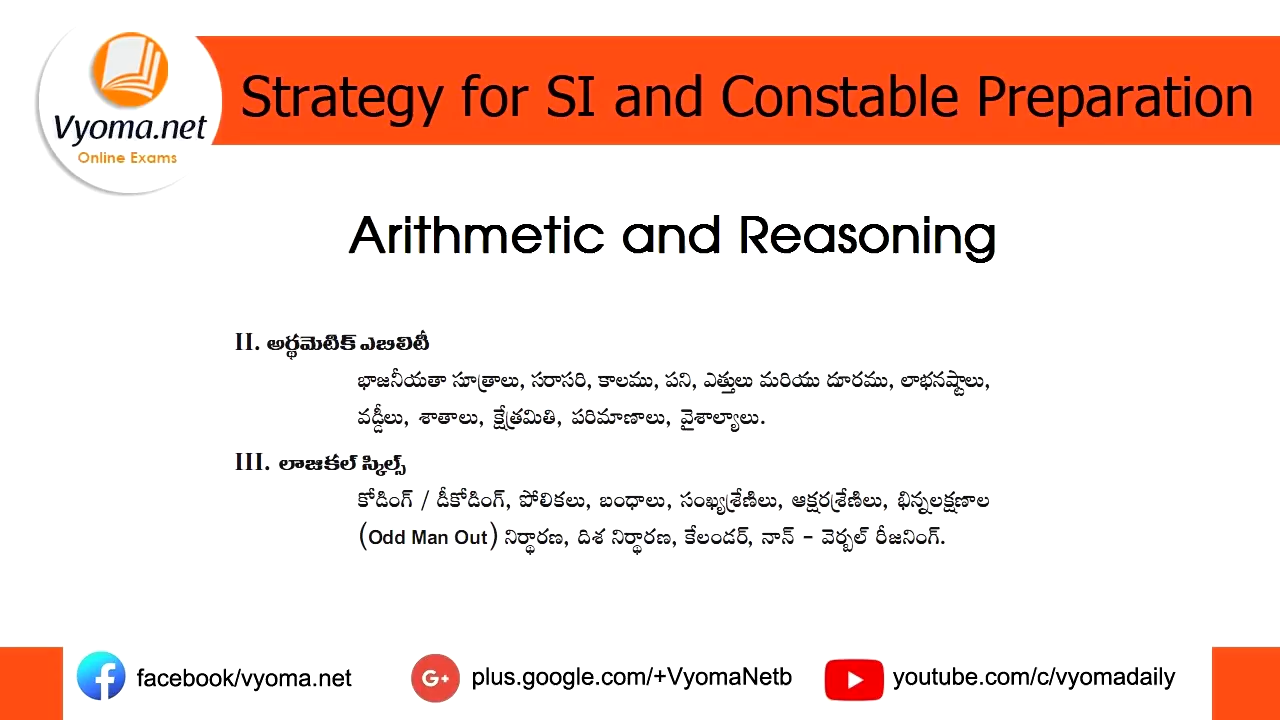 Strategy for SI and Constable Preparation
Vyoma.net
Online Exams
Arithmetic and Reasoning
II. అర్థమెటిక్ ఎబిలిటీ
భాజనీయతా సూత్రాలు, సరాసరి, కాలము, పని, ఎత్తులు మరియు దూరము, లాభనష్టాలు,
వడ్డీలు, శాతాలు, క్షేత్రమితి, పరిమాణాలు, వైశాల్యాలు.
III. లాజికల్ స్కిల్స్
కోడింగ్ / డీకోడింగ్, పోలికలు, బంధాలు, సంఖ్యశ్రేణిలు, ఆక్షరశ్రేణిలు, భిన్నలక్షణాల
(Odd Man Out) నిర్థారణ, దిశ నిర్థారణ, కేలండర్, నాన్ - వెర్బల్ రీజనింగ్.
facebook/vyoma.net
G+ plus.google.com/+VyomaNetb
youtube.com/c/vyomadaily